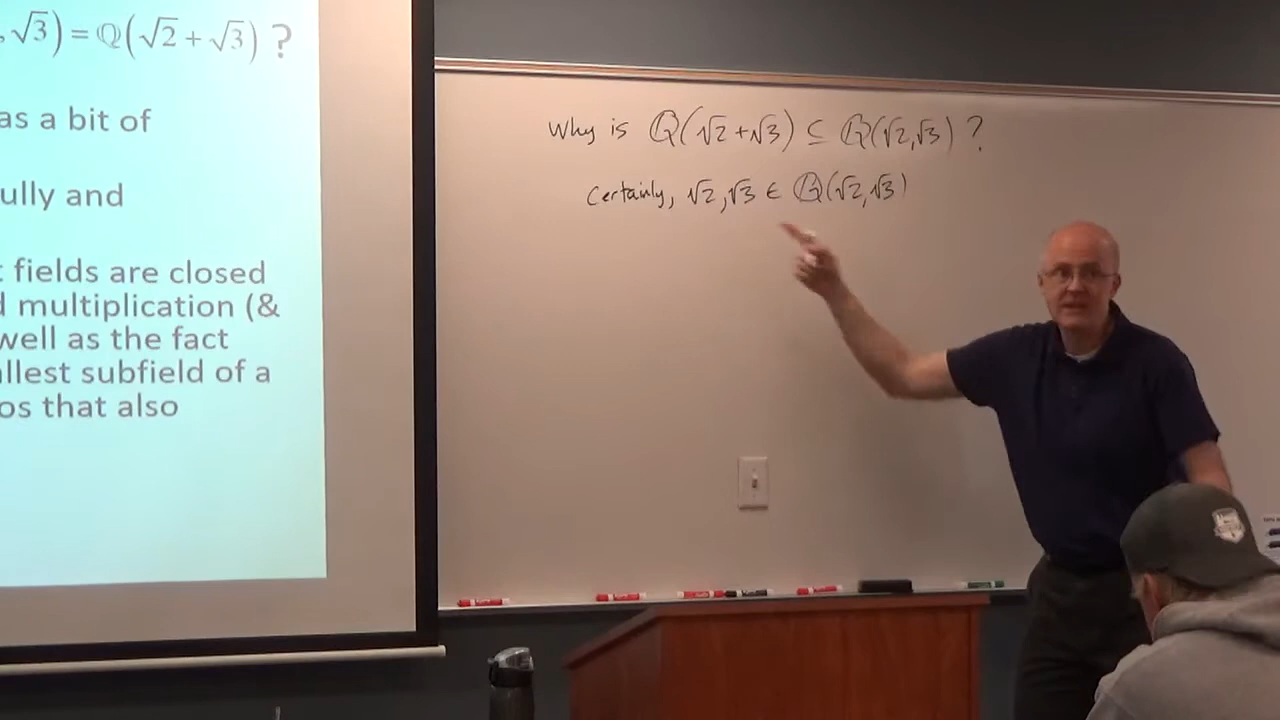 , √3) = ℚ(√2 + √3) ?
as a bit of
ully and
t fields are closed
d multiplication (&
well as the fact
allest subfield of a
os that also
Why is ℚ(√2+√3) ⊆ ℚ(√2,√3) ?
Certainly, √2,√3 ∈ ℚ(√2,√3)